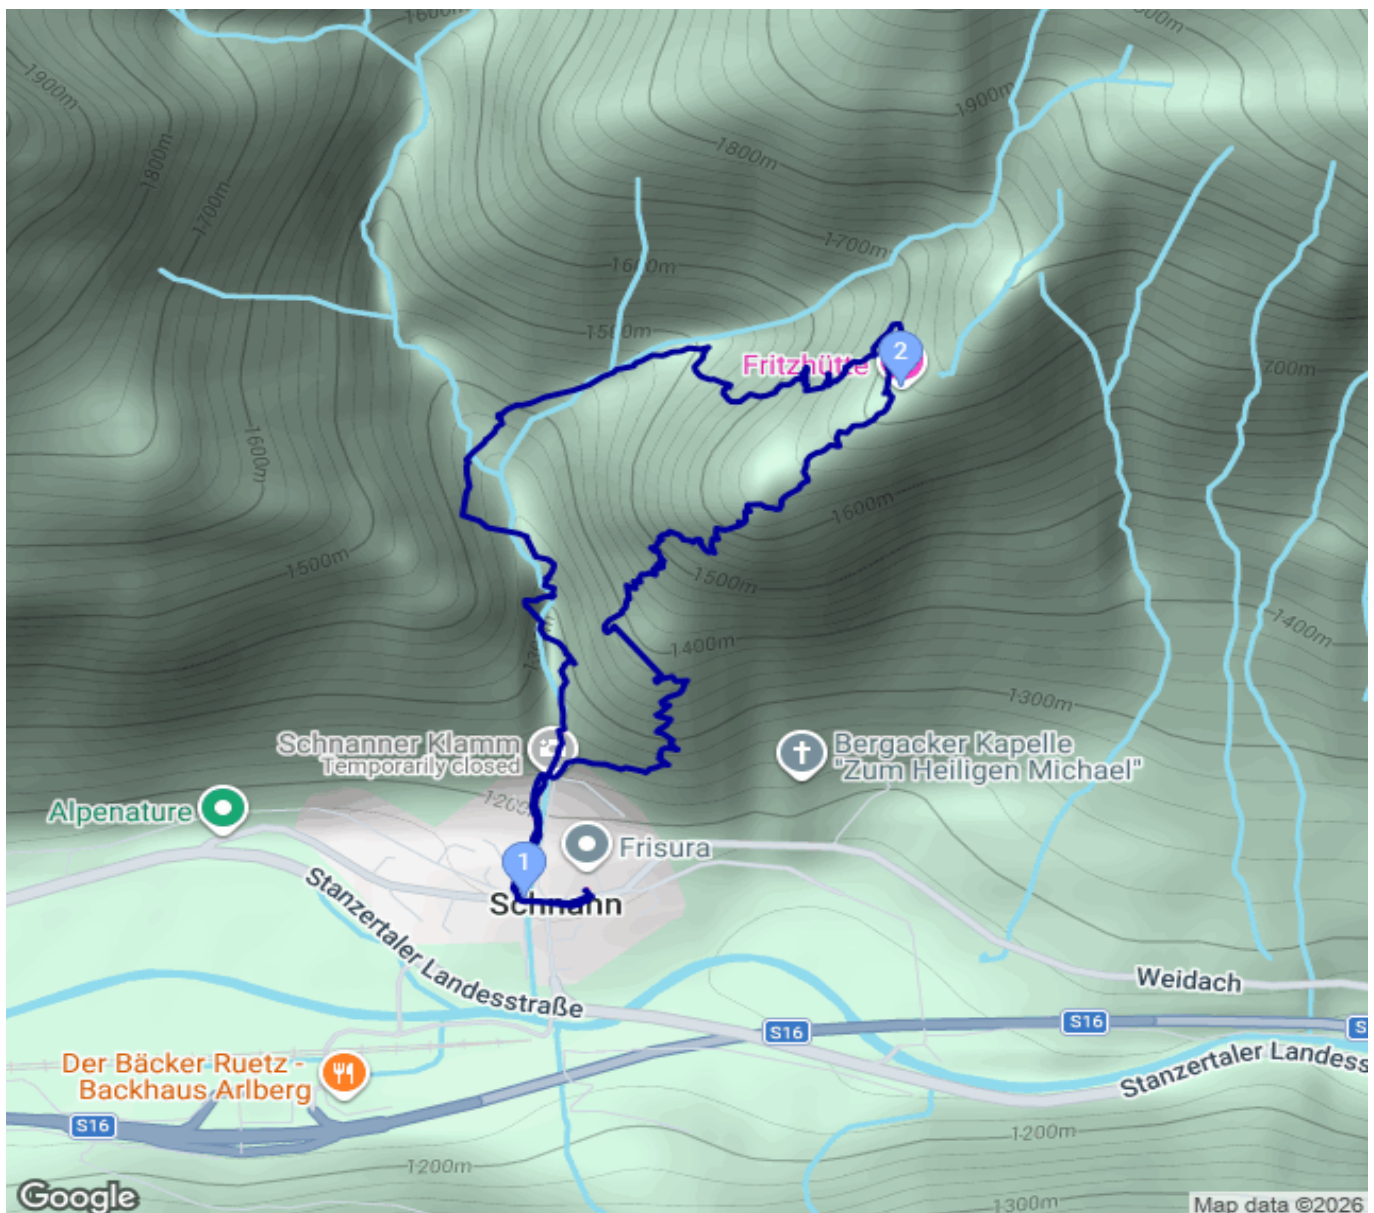 1600m
1900m
1800m
1700m
1900m
1800m
1700m
1600m
1500m
2
Fritzhütte
700m
1600m
1600m
1500m
1500m
1400m
1400m
1300m
Schnanner Klamm
Temporarily closed
Bergacker Kapelle
"Zum Heiligen Michael"
Alpenature
1200m
Frisura
1
Schnann
Stanzertaler Landesstraße
Weidach
S16
S16
S
Der Bäcker Ruetz -
Backhaus Arlberg
Stanzertaler Landess
S16
1200m
1200m
1300m
Google
Map data ©2026